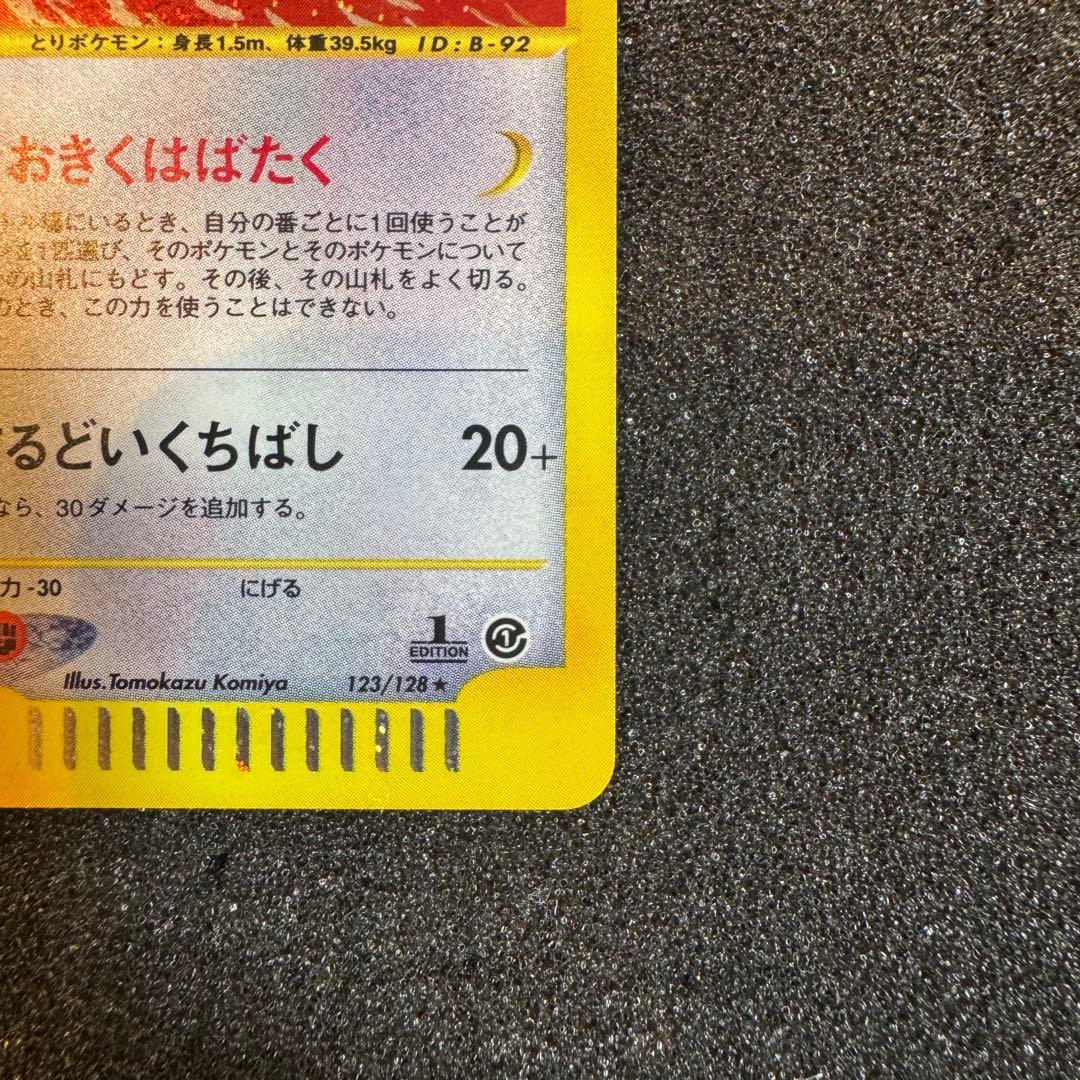 とりポケモン：身長1.5m、体重39.5kg ID：B-92
おきくはばたく
にいるとき、自分の番ごとに1回使うことが
を1匹選び、そのポケモンとそのポケモンについて
の山札にもどす。その後、その山札をよく切る。
のとき、この力を使うことはできない。
するどいくちばし 20+
なら、30ダメージを追加する。
力 -30 にげる
1 EDITION 1
Illus.Tomokazu Komiya 123/128 ★